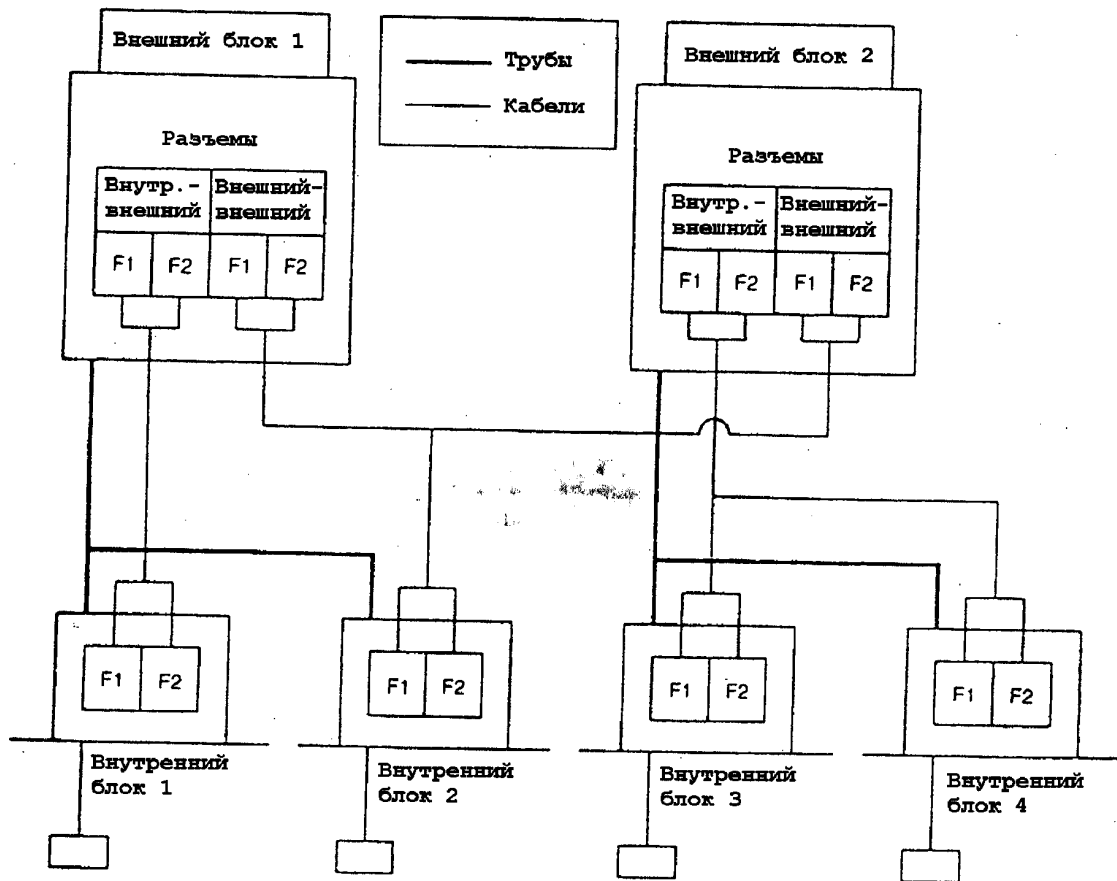 Внешний блок 1
Трубы
Кабели
Внешний блок 2
Разъемы
Внутр.-
внешний
Внешний-
внешний
F1
F2
F1
F2
Разъемы
Внутр.-
внешний
Внешний-
внешний
F1
F2
F1
F2
F1
F2
Внутренний
блок 1
F1
F2
Внутренний
блок 2
F1
F2
Внутренний
блок 3
F1
F2
Внутренний
блок 4